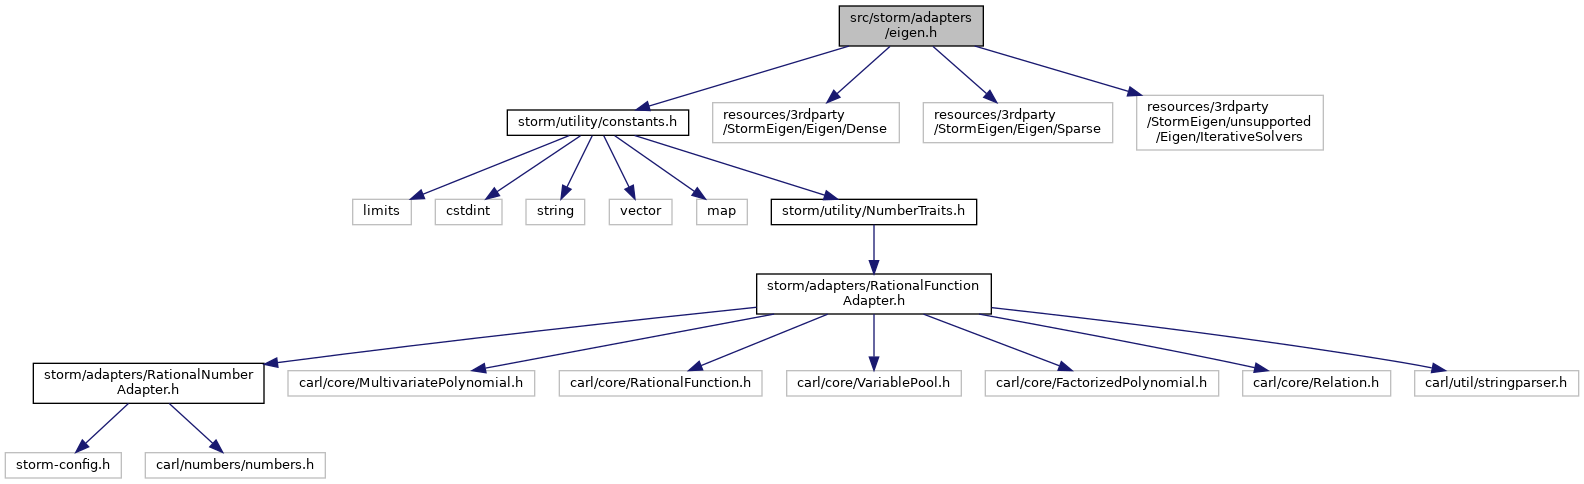 src/storm/adapters
/eigen.h
storm/utility/constants.h
resources/3rdparty
/StormEigen/Eigen/Dense
resources/3rdparty
/StormEigen/Eigen/Sparse
resources/3rdparty
/StormEigen/unsupported
/Eigen/IterativeSolvers
limits
cstdint
string
vector
map
storm/utility/NumberTraits.h
storm/adapters/RationalFunction
Adapter.h
storm/adapters/RationalNumber
Adapter.h
carl/core/MultivariatePolynomial.h
carl/core/RationalFunction.h
carl/core/VariablePool.h
carl/core/FactorizedPolynomial.h
carl/core/Relation.h
carl/util/stringparser.h
storm-config.h
carl/numbers/numbers.h